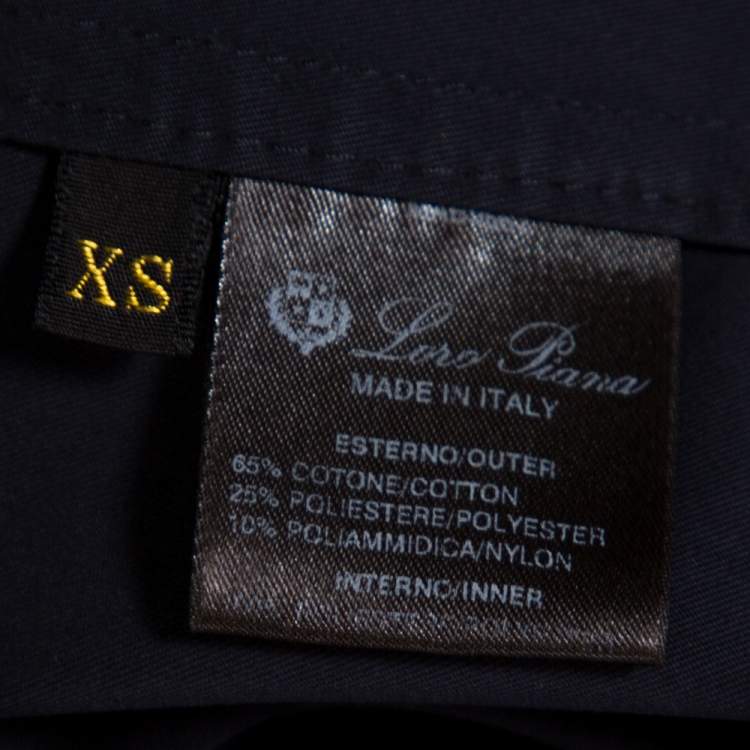 XS
Loro Piana
MADE IN ITALY
ESTERNO/OUTER
65% COTONE/COTTON
25% POLIESTERE/POLYESTER
10% POLIAMMIDICA/NYLON
INTERNO/INNER